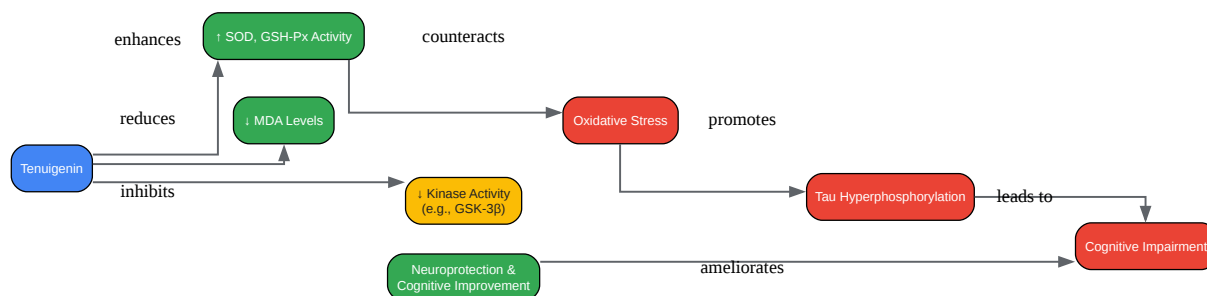 enhances
↑ SOD, GSH-Px Activity
counteracts
reduces
↓ MDA Levels
Oxidative Stress
promotes
Tenuigenin
inhibits
↓ Kinase Activity
(e.g., GSK-3β)
Tau Hyperphosphorylation
leads to
Cognitive Impairment
Neuroprotection &
Cognitive Improvement
ameliorates